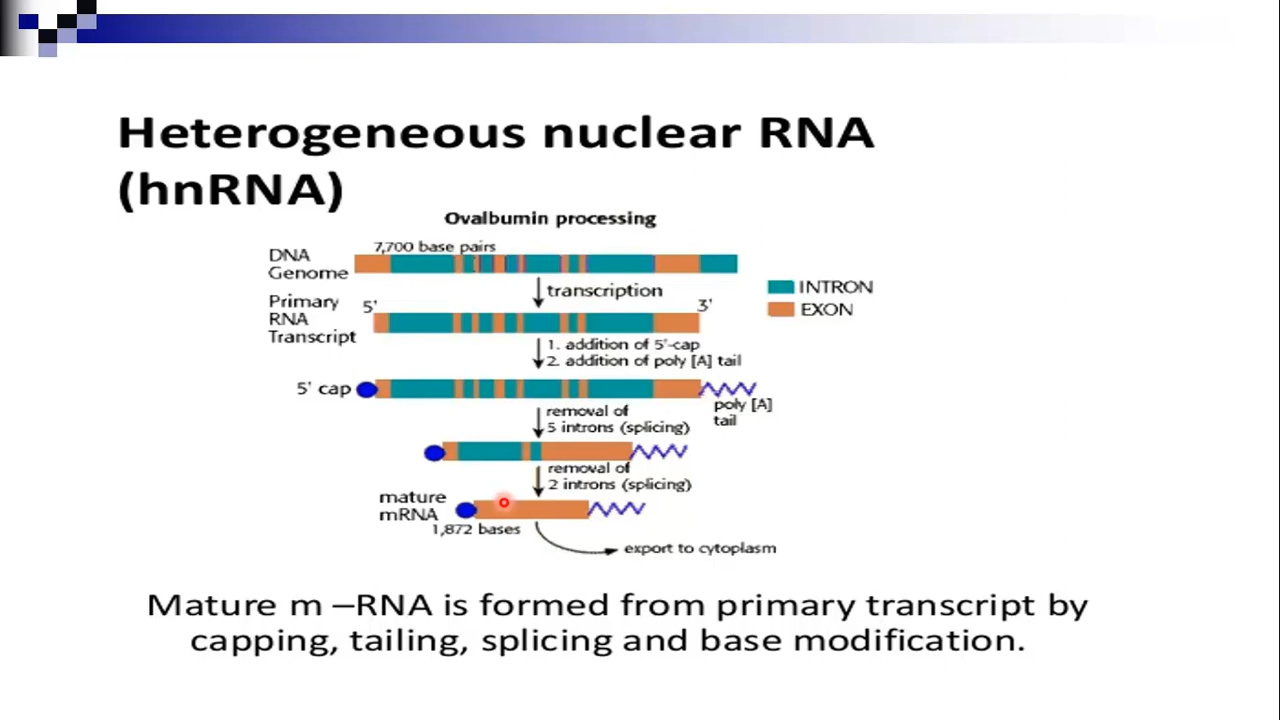 Heterogeneous nuclear RNA
(hnRNA)
Ovalbumin processing
7,700 base pairs
DNA
Genome
transcription
INTRON
EXON
Primary
RNA
Transcript
5'
3'
1. addition of 5'-cap
2. addition of poly [A] tail
5' cap
poly [A]
tail
removal of
5 introns (splicing)
removal of
2 introns (splicing)
mature
mRNA
1,872 bases
export to cytoplasm
Mature m –RNA is formed from primary transcript by
capping, tailing, splicing and base modification.